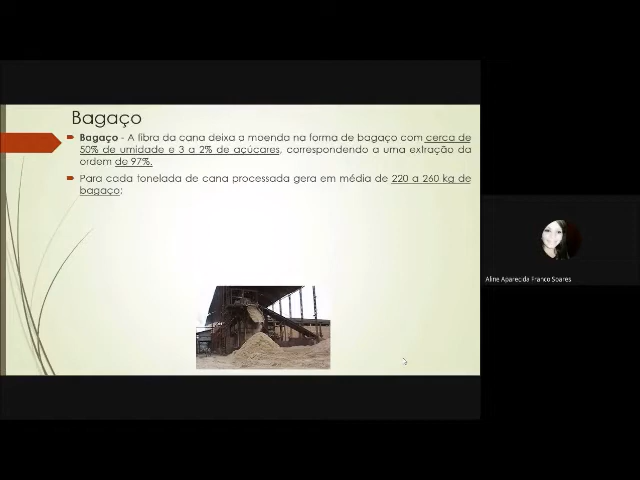 Bagaço
Bagaço - A fibra da cana deixa a moenda na forma de bagaço com cerca de
50% de umidade e 3 a 2% de açúcares, correspondendo a uma extração da
ordem de 97%.
Para cada tonelada de cana processada gera em média de 220 a 260 kg de
bagaço;
Aline Aparecida Franco Soares